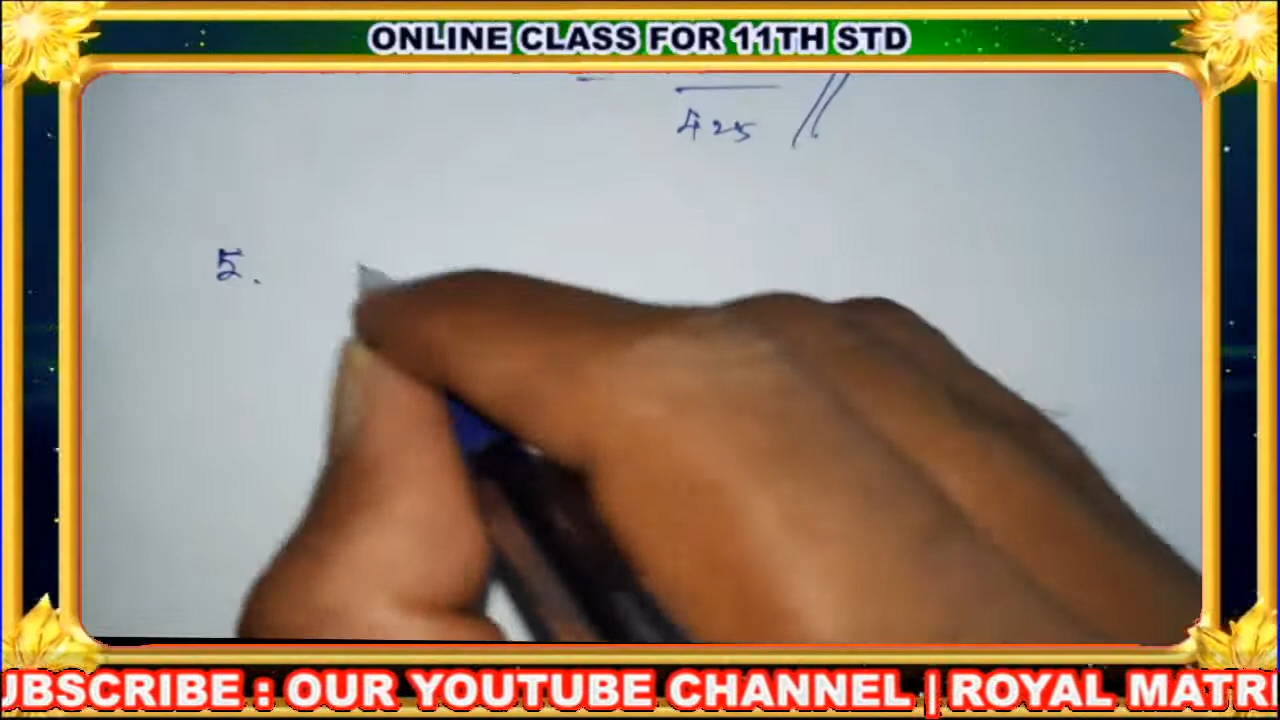 ONLINE CLASS FOR 11TH STD
425 //
5.
UBSCRIBE : OUR YOUTUBE CHANNEL | ROYAL MATR